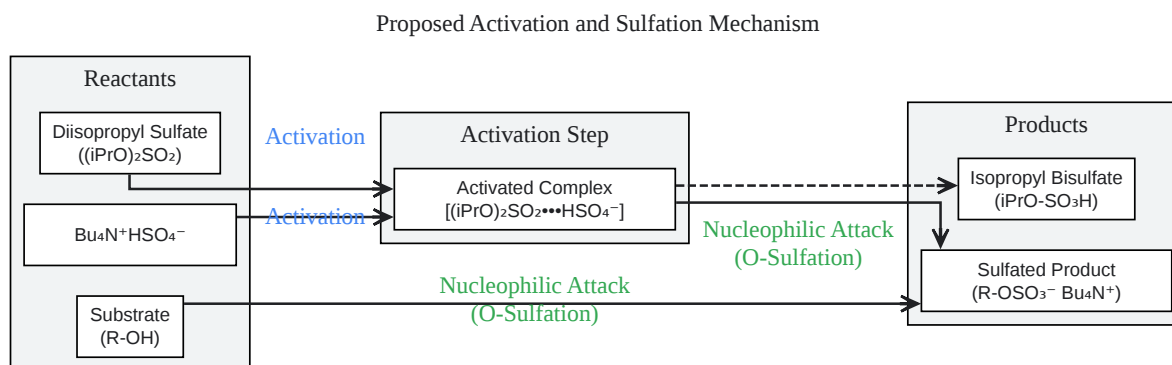 Proposed Activation and Sulfation Mechanism
Reactants
Diisopropyl Sulfate
((iPrO)₂SO₂)
Bu₄N⁺HSO₄⁻
Substrate
(R-OH)
Activation
Activation
Activation Step
Activated Complex
[(iPrO)₂SO₂•••HSO₄⁻]
Nucleophilic Attack
(O-Sulfation)
Nucleophilic Attack
(O-Sulfation)
Products
Isopropyl Bisulfate
(iPrO-SO₃H)
Sulfated Product
(R-OSO₃⁻ Bu₄N⁺)